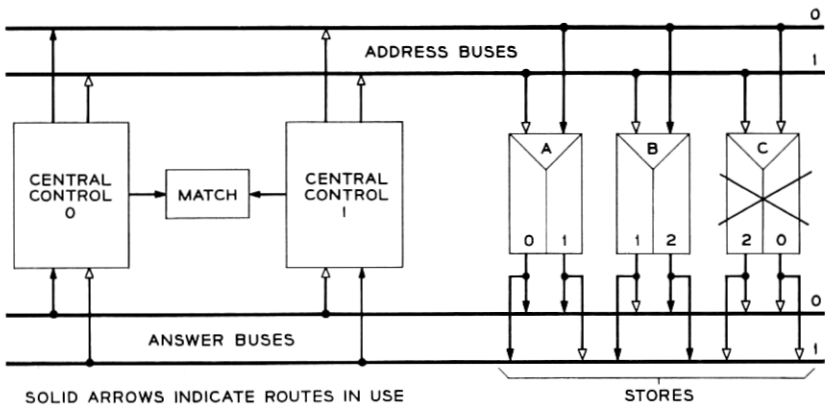 0
ADDRESS BUSES
1
A
B
C
CENTRAL
CONTROL
0
MATCH
CENTRAL
CONTROL
1
0 1
1 2
2 0
0
ANSWER BUSES
1
SOLID ARROWS INDICATE ROUTES IN USE
STORES